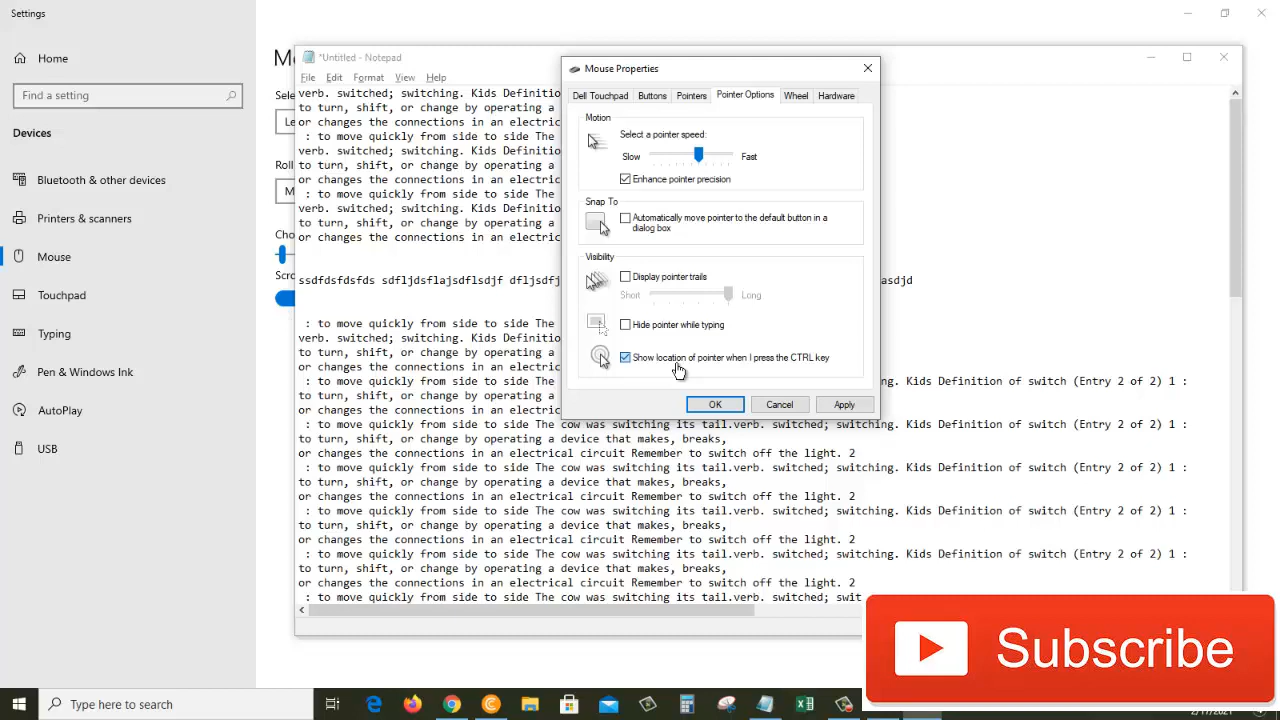 Settings
Home
Find a setting
Devices
Bluetooth & other devices
Printers & scanners
Mouse
Touchpad
Typing
Pen & Windows Ink
AutoPlay
USB
*Untitled - Notepad
File Edit Format View Help
verb. switched; switching. Kids Definitio
to turn, shift, or change by operating a
or changes the connections in an electric
: to move quickly from side to side The
verb. switched; switching. Kids Definitio
to turn, shift, or change by operating a
or changes the connections in an electric
: to move quickly from side to side The
verb. switched; switching. Kids Definitio
to turn, shift, or change by operating a
or changes the connections in an electric
ssdfdsfdsfds sdfljdsflajsdflsdjf dfljsdfj asdjd
: to move quickly from side to side The
verb. switched; switching. Kids Definitio
to turn, shift, or change by operating a
or changes the connections in an electric
: to move quickly from side to side The ching. Kids Definition of switch (Entry 2 of 2) 1 :
to turn, shift, or change by operating a
or changes the connections in an electric
: to move quickly from side to side The cow was switching its tail.verb. switched; switching. Kids Definition of switch (Entry 2 of 2) 1 :
to turn, shift, or change by operating a device that makes, breaks,
or changes the connections in an electrical circuit Remember to switch off the light. 2
: to move quickly from side to side The cow was switching its tail.verb. switched; switching. Kids Definition of switch (Entry 2 of 2) 1 :
to turn, shift, or change by operating a device that makes, breaks,
or changes the connections in an electrical circuit Remember to switch off the light. 2
: to move quickly from side to side The cow was switching its tail.verb. switched; switching. Kids Definition of switch (Entry 2 of 2) 1 :
to turn, shift, or change by operating a device that makes, breaks,
or changes the connections in an electrical circuit Remember to switch off the light. 2
: to move quickly from side to side The cow was switching its tail.verb. switched; switching. Kids Definition of switch (Entry 2 of 2) 1 :
to turn, shift, or change by operating a device that makes, breaks,
or changes the connections in an electrical circuit Remember to switch off the light. 2
: to move quickly from side to side The cow was switching its tail.verb. switched; swit
Mouse Properties
Dell Touchpad Buttons Pointers Pointer Options Wheel Hardware
Motion
Select a pointer speed:
Slow Fast
Enhance pointer precision
Snap To
Automatically move pointer to the default button in a
dialog box
Visibility
Display pointer trails
Short Long
Hide pointer while typing
Show location of pointer when I press the CTRL key
OK Cancel Apply
Subscribe
Type here to search
2/17/2021